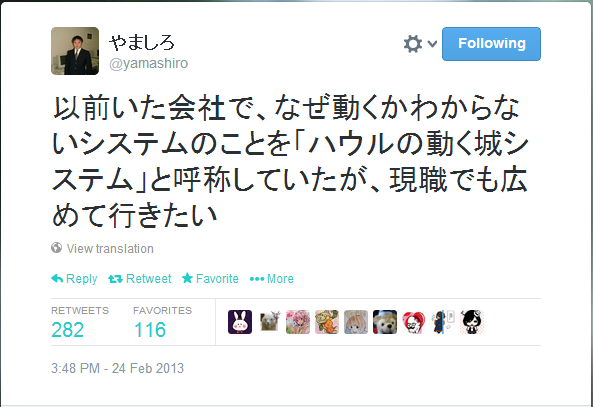 やましろ
@yamashiro
Following
以前いた会社で、なぜ動くかわからな
いシステムのことを「ハウルの動く城シ
ステム」と呼称していたが、現職でも広
めて行きたい
View translation
Reply Retweet Favorite More
RETWEETS FAVORITES
282 116
3:48 PM - 24 Feb 2013